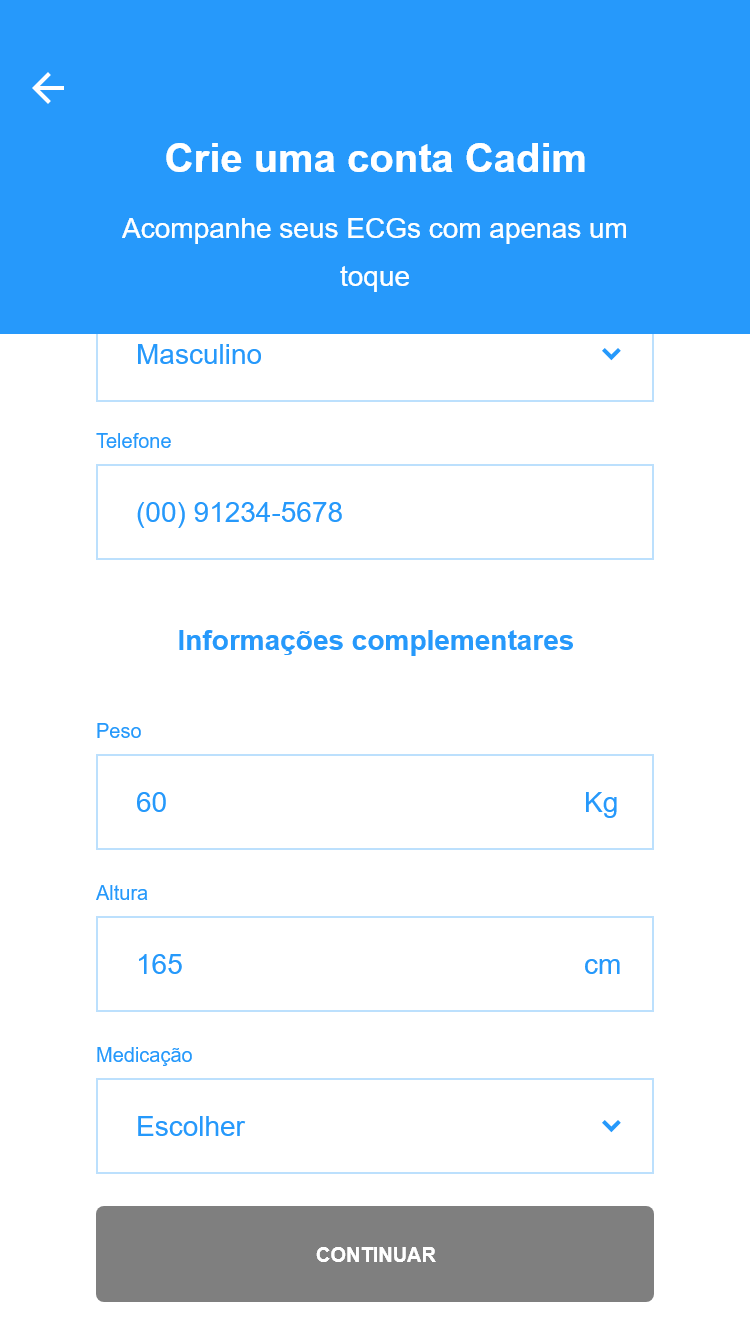 Crie uma conta Cadim
Acompanhe seus ECGs com apenas um
toque
Masculino
Telefone
(00) 91234-5678
Informações complementares
Peso
60 Kg
Altura
165 cm
Medicação
Escolher
CONTINUAR